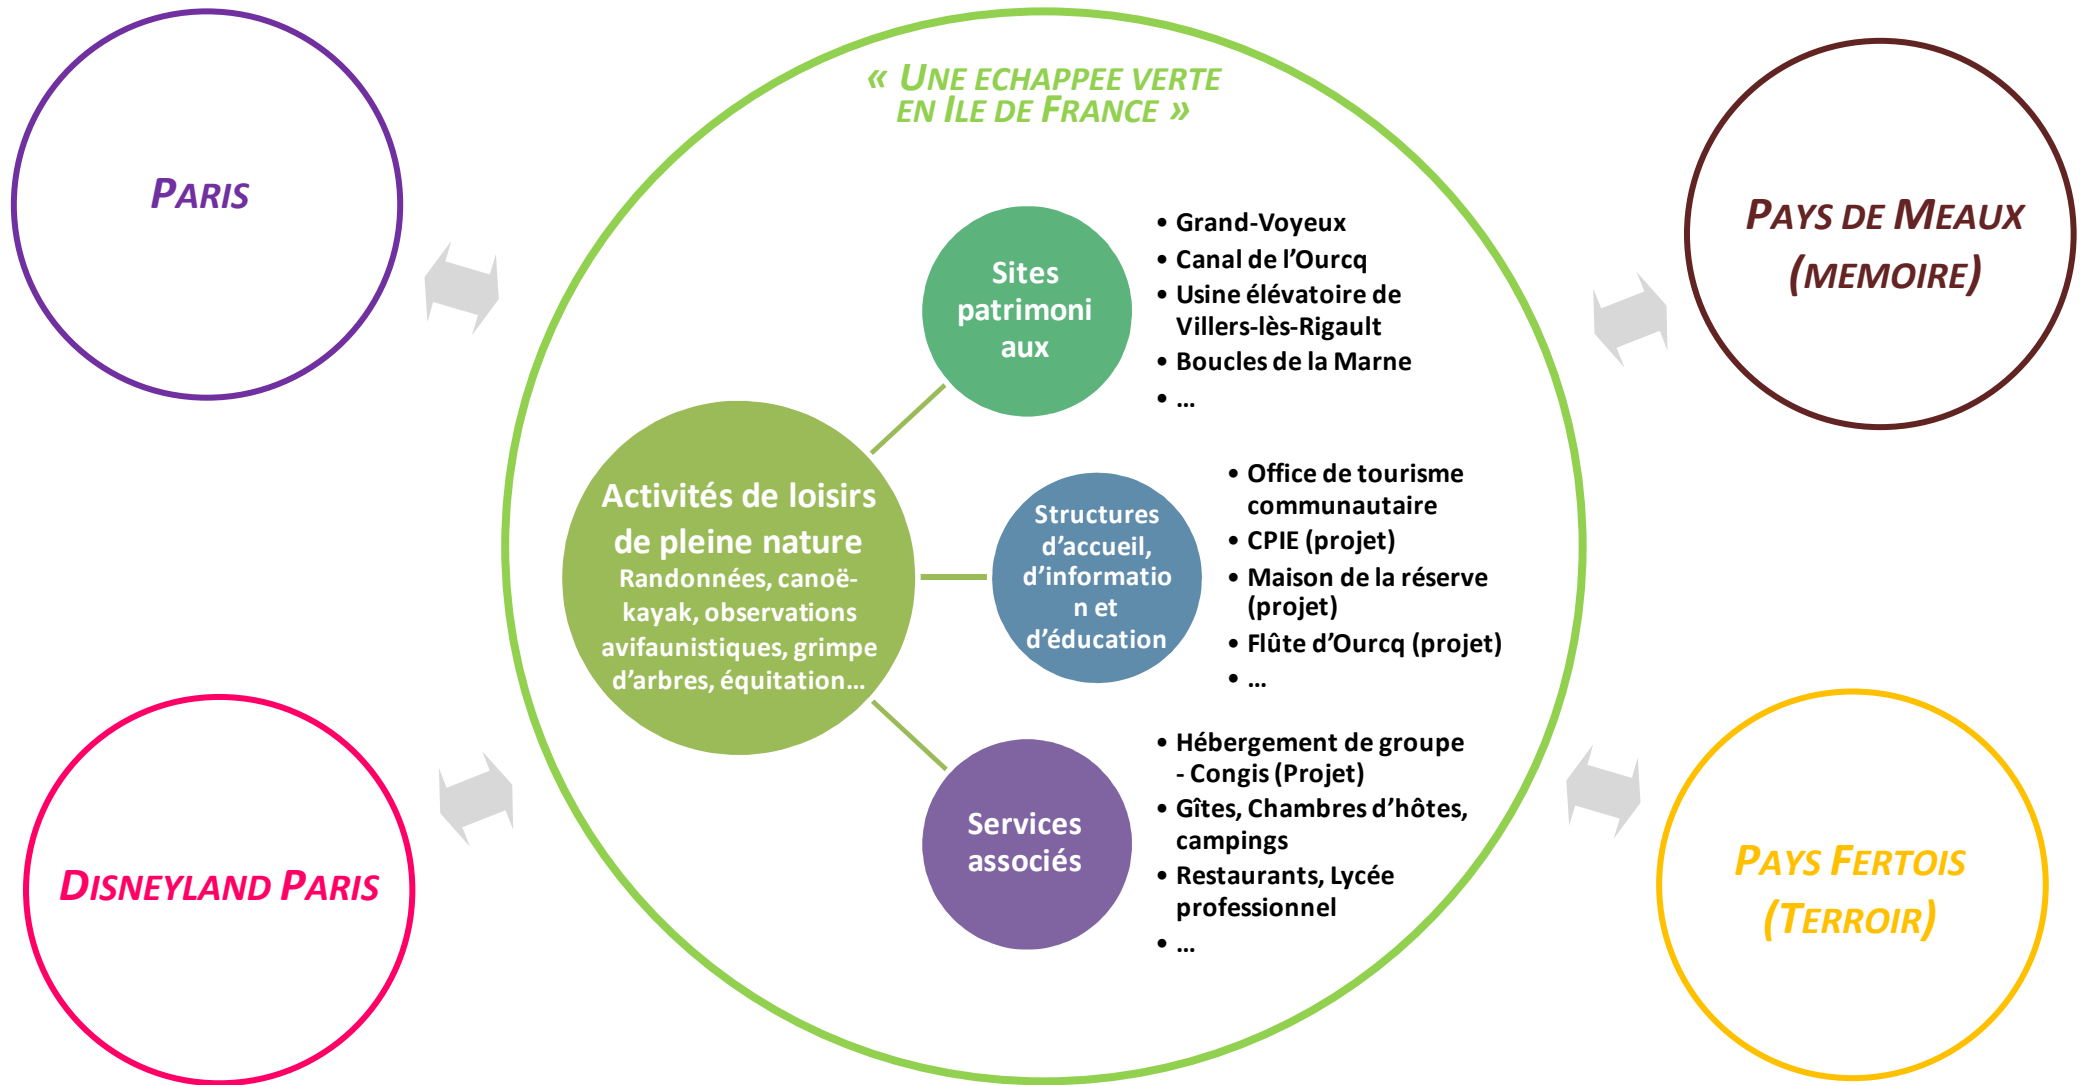 « UNE ECHAPPEE VERTE
EN ILE DE FRANCE »
PARIS
PAYS DE MEAUX
(MEMOIRE)
DISNEYLAND PARIS
PAYS FERTOIS
(TERROIR)
Activités de loisirs
de pleine nature
Randonnées, canoë-
kayak, observations
avifaunistiques, grimpe
d’arbres, équitation…
Sites
patrimoni
aux
• Grand-Voyeux
• Canal de l’Ourcq
• Usine élévatoire de
Villers-lès-Rigault
• Boucles de la Marne
• …
Structures
d’accueil,
d’informatio
n et
d’éducation
• Office de tourisme
communautaire
• CPIE (projet)
• Maison de la réserve
(projet)
• Flûte d’Ourcq (projet)
• …
Services
associés
• Hébergement de groupe
- Congis (Projet)
• Gîtes, Chambres d’hôtes,
campings
• Restaurants, Lycée
professionnel
• …